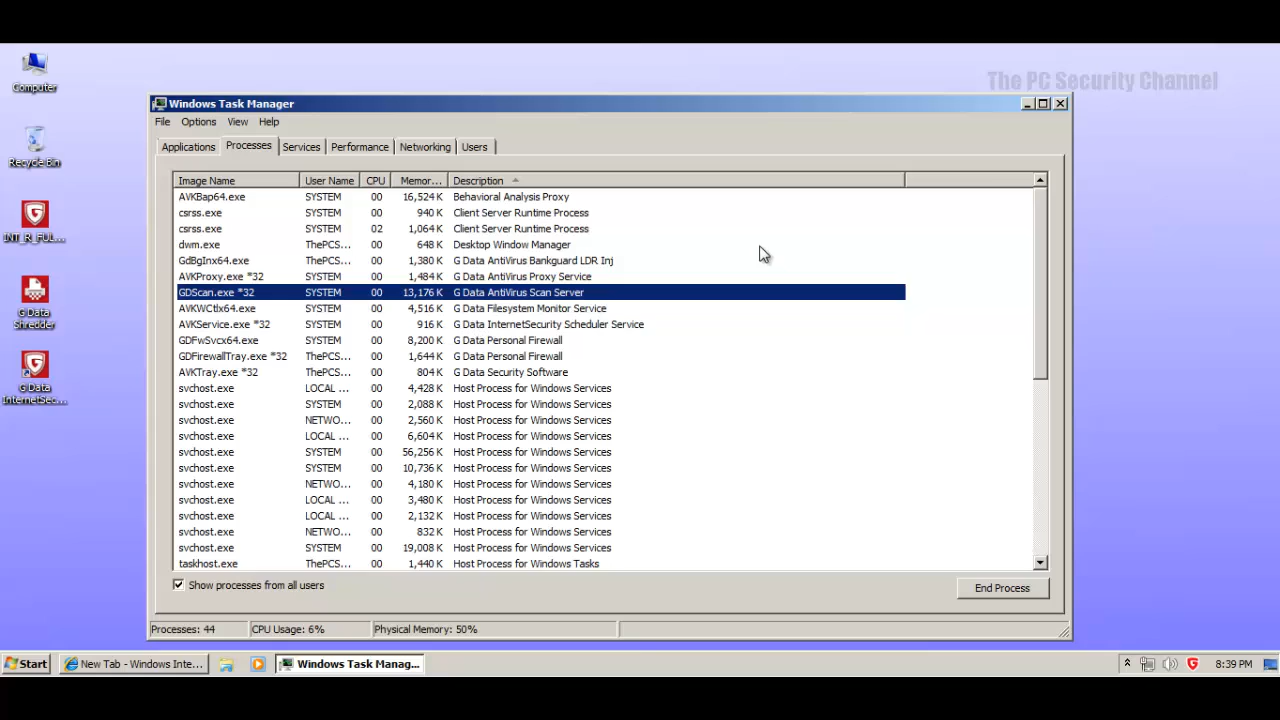 The PC Security Channel
Computer
Recycle Bin
INT_R_FUL...
G Data
Shredder
G Data
InternetSec...
Windows Task Manager
File Options View Help
Applications Processes Services Performance Networking Users
Image Name User Name CPU Memor... Description
AVKBap64.exe SYSTEM 00 16,524 K Behavioral Analysis Proxy
csrss.exe SYSTEM 00 940 K Client Server Runtime Process
csrss.exe SYSTEM 02 1,064 K Client Server Runtime Process
dwm.exe ThePCS... 00 648 K Desktop Window Manager
GdBgInx64.exe SYSTEM 00 1,380 K G Data AntiVirus Bankguard LDR Inj
AVKProxy.exe *32 SYSTEM 00 1,484 K G Data AntiVirus Proxy Service
GDScan.exe *32 SYSTEM 00 13,176 K G Data AntiVirus Scan Server
AVKWCtlx64.exe SYSTEM 00 4,516 K G Data Filesystem Monitor Service
AVKService.exe *32 SYSTEM 00 916 K G Data InternetSecurity Scheduler Service
GDFwSvcx64.exe SYSTEM 00 8,200 K G Data Personal Firewall
GDFirewallTray.exe *32 ThePCS... 00 1,644 K G Data Personal Firewall
AVKTray.exe *32 ThePCS... 00 804 K G Data Security Software
svchost.exe LOCAL ... 00 4,428 K Host Process for Windows Services
svchost.exe SYSTEM 00 2,088 K Host Process for Windows Services
svchost.exe NETWO... 00 2,560 K Host Process for Windows Services
svchost.exe LOCAL ... 00 6,604 K Host Process for Windows Services
svchost.exe SYSTEM 00 56,256 K Host Process for Windows Services
svchost.exe SYSTEM 00 10,736 K Host Process for Windows Services
svchost.exe NETWO... 00 4,180 K Host Process for Windows Services
svchost.exe LOCAL ... 00 3,480 K Host Process for Windows Services
svchost.exe LOCAL ... 00 2,132 K Host Process for Windows Services
svchost.exe NETWO... 00 832 K Host Process for Windows Services
svchost.exe SYSTEM 00 19,008 K Host Process for Windows Services
taskhost.exe ThePCS... 00 1,440 K Host Process for Windows Tasks
Show processes from all users
End Process
Processes: 44 CPU Usage: 6% Physical Memory: 50%
Start New Tab - Windows Inte... Windows Task Manag... 8:39 PM